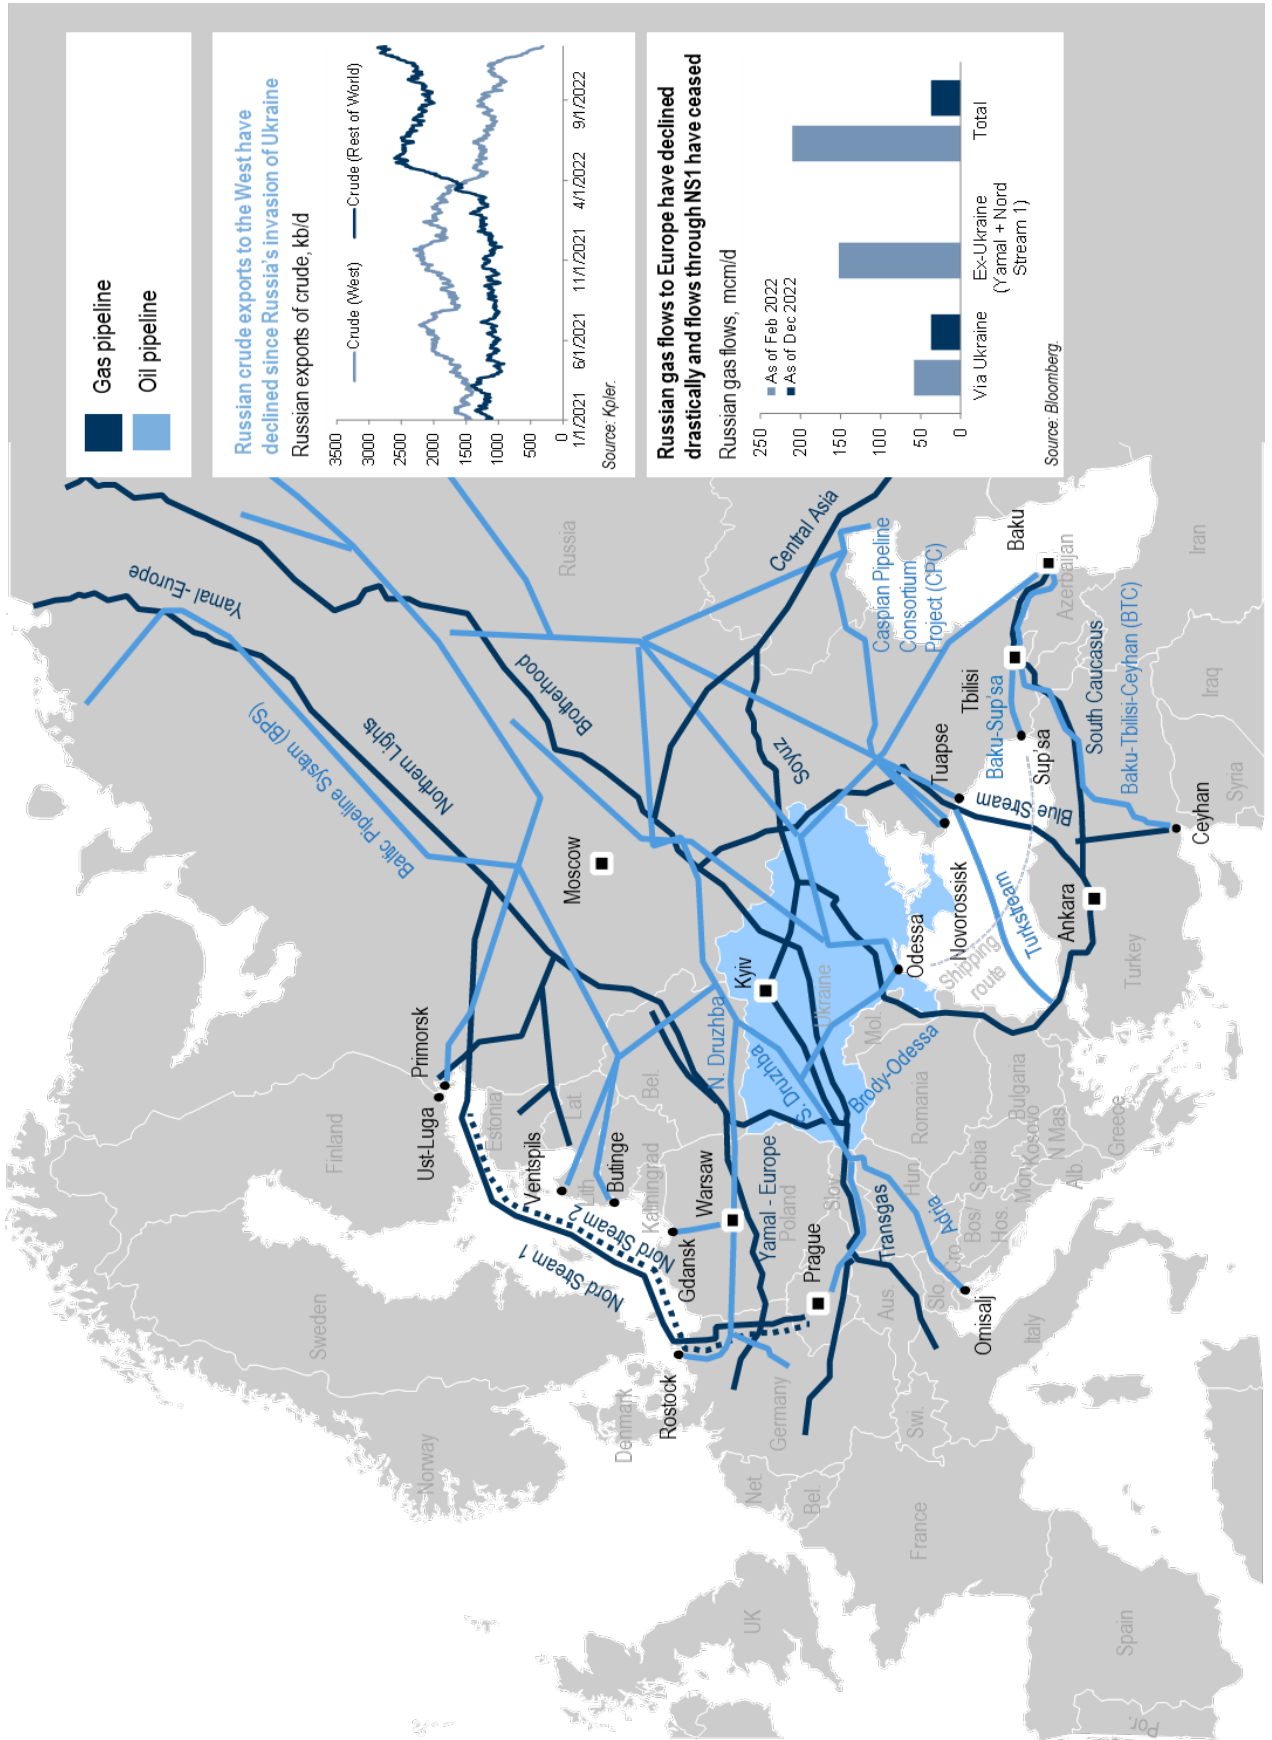 Gas pipeline
Oil pipeline
Russian crude exports to the West have
declined since Russia's invasion of Ukraine
Russian exports of crude, kb/d
Crude (West)
Crude (Rest of World)
3500
3000
2500
2000
1500
1000
500
0
1/1/2021
6/1/2021
11/1/2021
4/1/2022
9/1/2022
Source: Kpler.
Russian gas flows to Europe have declined
drastically and flows through NS1 have ceased
Russian gas flows, mcm/d
As of Feb 2022
As of Dec 2022
250
200
150
100
50
0
Via Ukraine
Ex-Ukraine
(Yamal + Nord
Stream 1)
Total
Source: Bloomberg.
Yamal -Europe
Baltic Pipeline System (BPS)
Northern Lights
Brotherhood
Russia
Central Asia
Caspian Pipeline
Consortium
Project (CPC)
Soyuz
Moscow
Primorsk
Ust-Luga
Finland
Estonia
Sweden
Norway
Denmark
Ventspils
Lat.
Lith
Butinge
Kaliningrad
Bel.
Nord Stream 2
Nord Stream 1
Gdansk
Warsaw
Rostock
N. Druzhba
S. Druzhba
Kyiv
Ukraine
Mol.
Odessa
Brody-Odessa
Yamal - Europe
Poland
Prague
Slov.
Germany
Net.
Bel.
UK
France
Spain
Por.
Swi.
Aus.
Transgas
Hun.
Adria
Slo.
Cro.
Omisalj
Italy
Bos/
Hos.
Serbia
Mon.
Kosovo
N Mas.
Alb.
Greece
Bulgaria
Romania
Novorossisk
Tuapse
Shipping
route
Turkstream
Blue Stream
Ankara
Turkey
Ceyhan
Syria
Iraq
Iran
Baku
Azerbaijan
Tbilisi
Baku-Sup'sa
Sup'sa
South Caucasus
Baku-Tbilisi-Ceyhan (BTC)